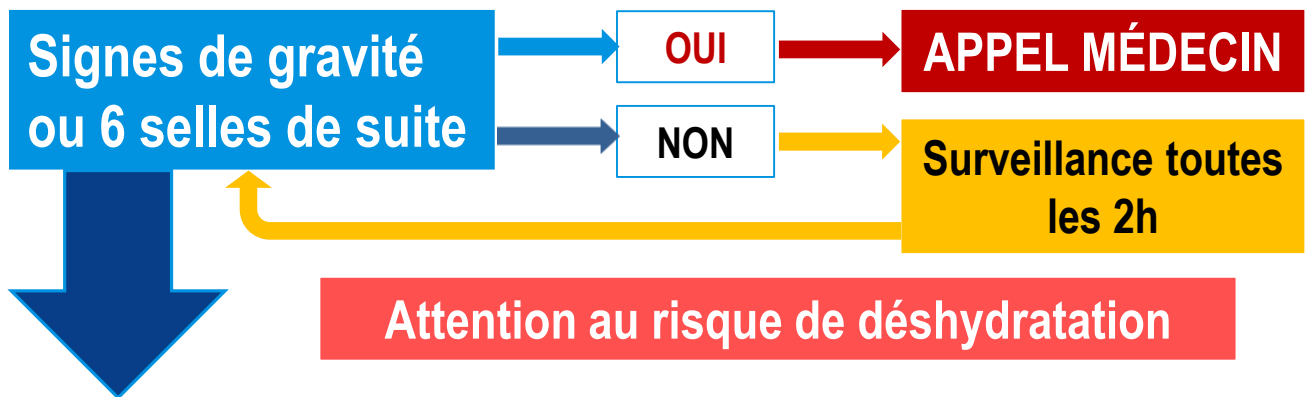 Signes de gravité
ou 6 selles de suite
OUI
APPEL MÉDECIN
NON
Surveillance toutes
les 2h
Attention au risque de déshydratation